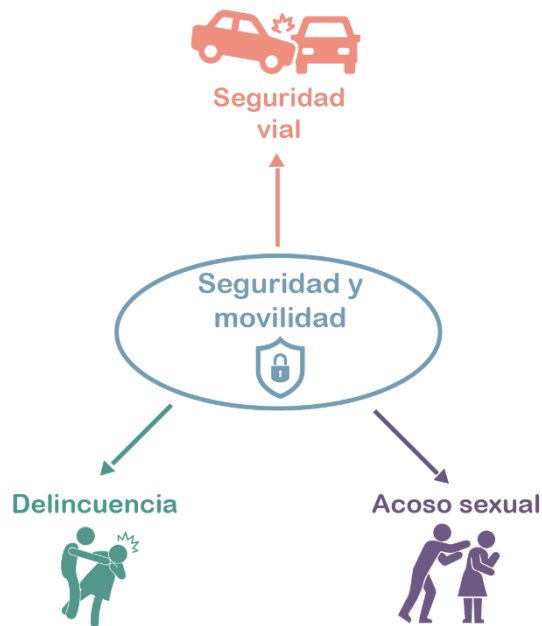 Seguridad
vial
Seguridad y
movilidad
Delincuencia
Acoso sexual